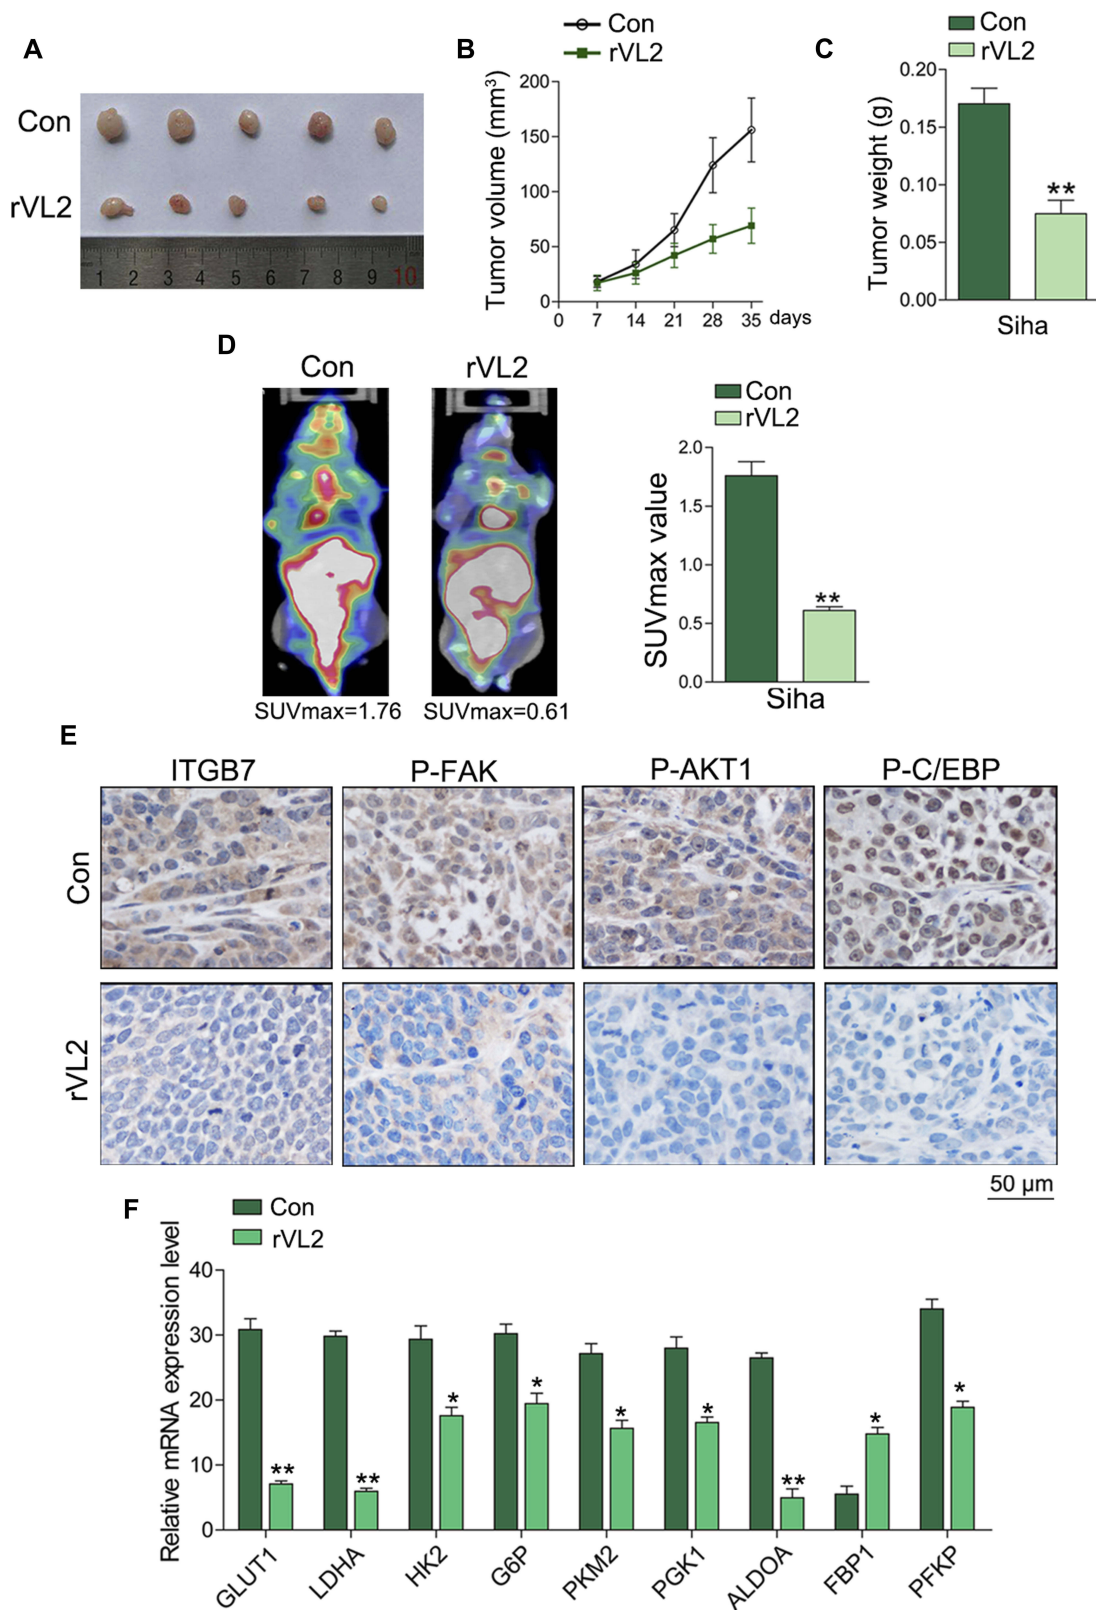 A
Con
rVL2
1 2 3 4 5 6 7 8 9 10
B
Con
rVL2
Tumor volume (mm³)
200
150
100
50
0
0 7 14 21 28 35 days
C
Con
rVL2
Tumor weight (g)
0.20
0.15
0.10
0.05
0.00
**
Siha
D
Con rVL2
SUVmax=1.76 SUVmax=0.61
Con
rVL2
SUVmax value
2.0
1.5
1.0
0.5
0.0
**
Siha
E
ITGB7 P-FAK P-AKT1 P-C/EBP
Con
rVL2
50 µm
F
Con
rVL2
Relative mRNA expression level
40
30
20
10
0
** ** * * * * ** * *
GLUT1 LDHA HK2 G6P PKM2 PGK1 ALDOA FBP1 PFKP